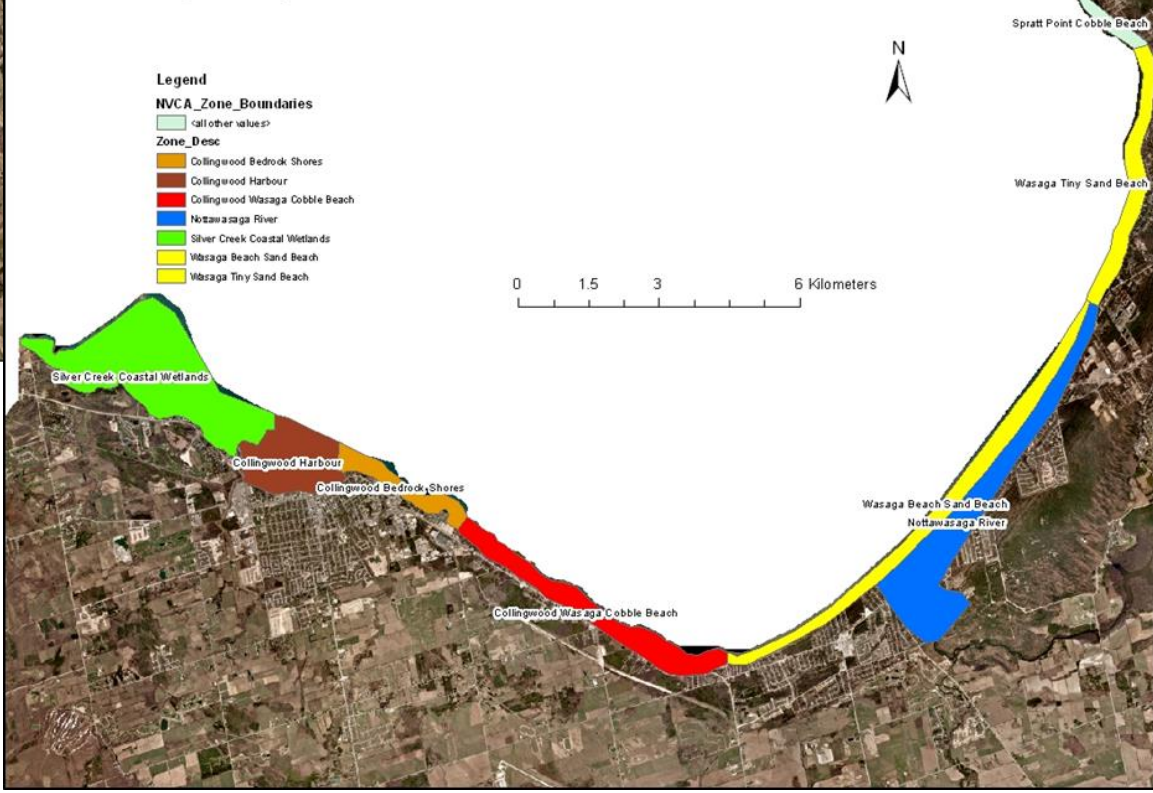 Spratt Point Cobble Beach
N
Legend
NVCA_Zone_Boundaries
<all other values>
Zone_Desc
Collingwood Bedrock Shores
Collingwood Harbour
Collingwood Wasaga Cobble Beach
Nottawasaga River
Silver Creek Coastal Wetlands
Wasaga Beach Sand Beach
Wasaga Tiny Sand Beach
Wasaga Tiny Sand Beach
0 1.5 3 6 Kilometers
Silver Creek Coastal Wetlands
Collingwood Harbour
Collingwood Bedrock Shores
Wasaga Beach Sand Beach
Nottawasaga River
Collingwood Wasaga Cobble Beach